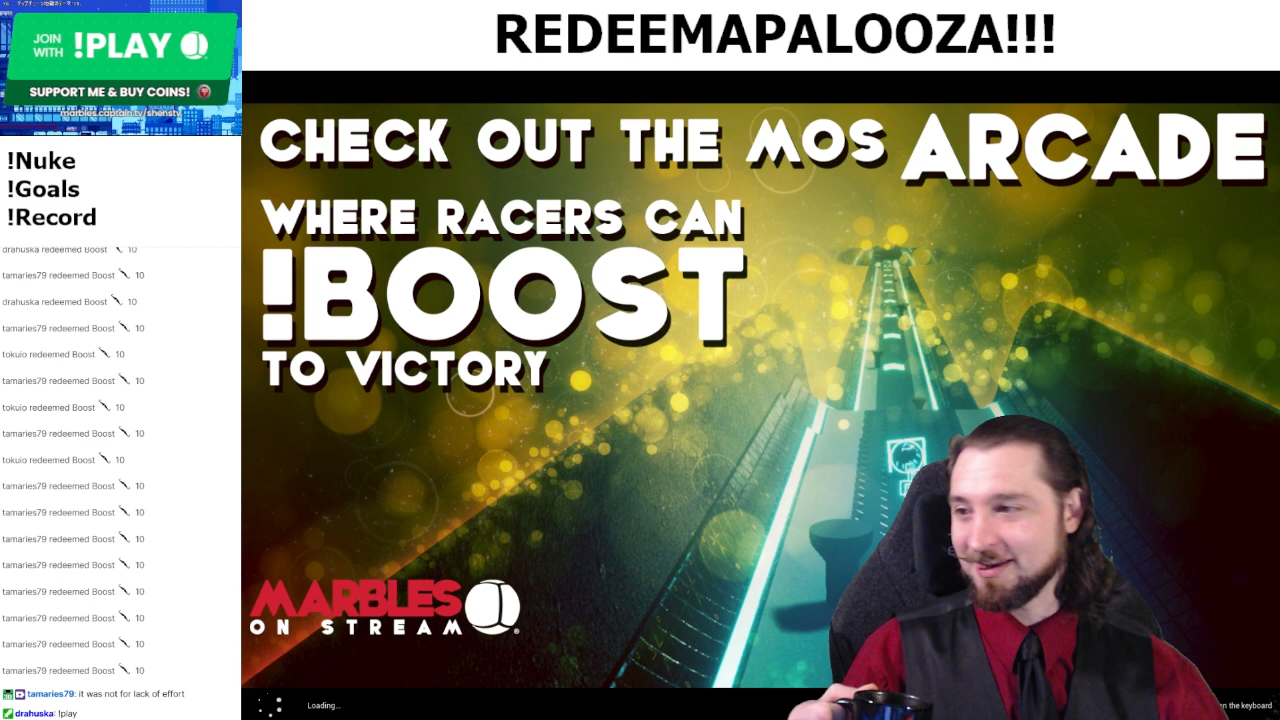 JOIN
WITH !PLAY
SUPPORT ME & BUY COINS!
marbles.captain.tv/shenstv
!Nuke
!Goals
!Record
drahuska redeemed Boost 10
tamaries79 redeemed Boost 10
drahuska redeemed Boost 10
tamaries79 redeemed Boost 10
tokuio redeemed Boost 10
tamaries79 redeemed Boost 10
tokuio redeemed Boost 10
tamaries79 redeemed Boost 10
tokuio redeemed Boost 10
tamaries79 redeemed Boost 10
tamaries79 redeemed Boost 10
tamaries79 redeemed Boost 10
tamaries79 redeemed Boost 10
tamaries79 redeemed Boost 10
tamaries79 redeemed Boost 10
tamaries79 redeemed Boost 10
tamaries79 redeemed Boost 10
tamaries79: it was not for lack of effort
drahuska: !play
REDEEMAPALOOZA!!!
CHECK OUT THE MOS ARCADE
WHERE RACERS CAN
!BOOST
TO VICTORY
MARBLES
ON STREAM
Loading...
on the keyboard